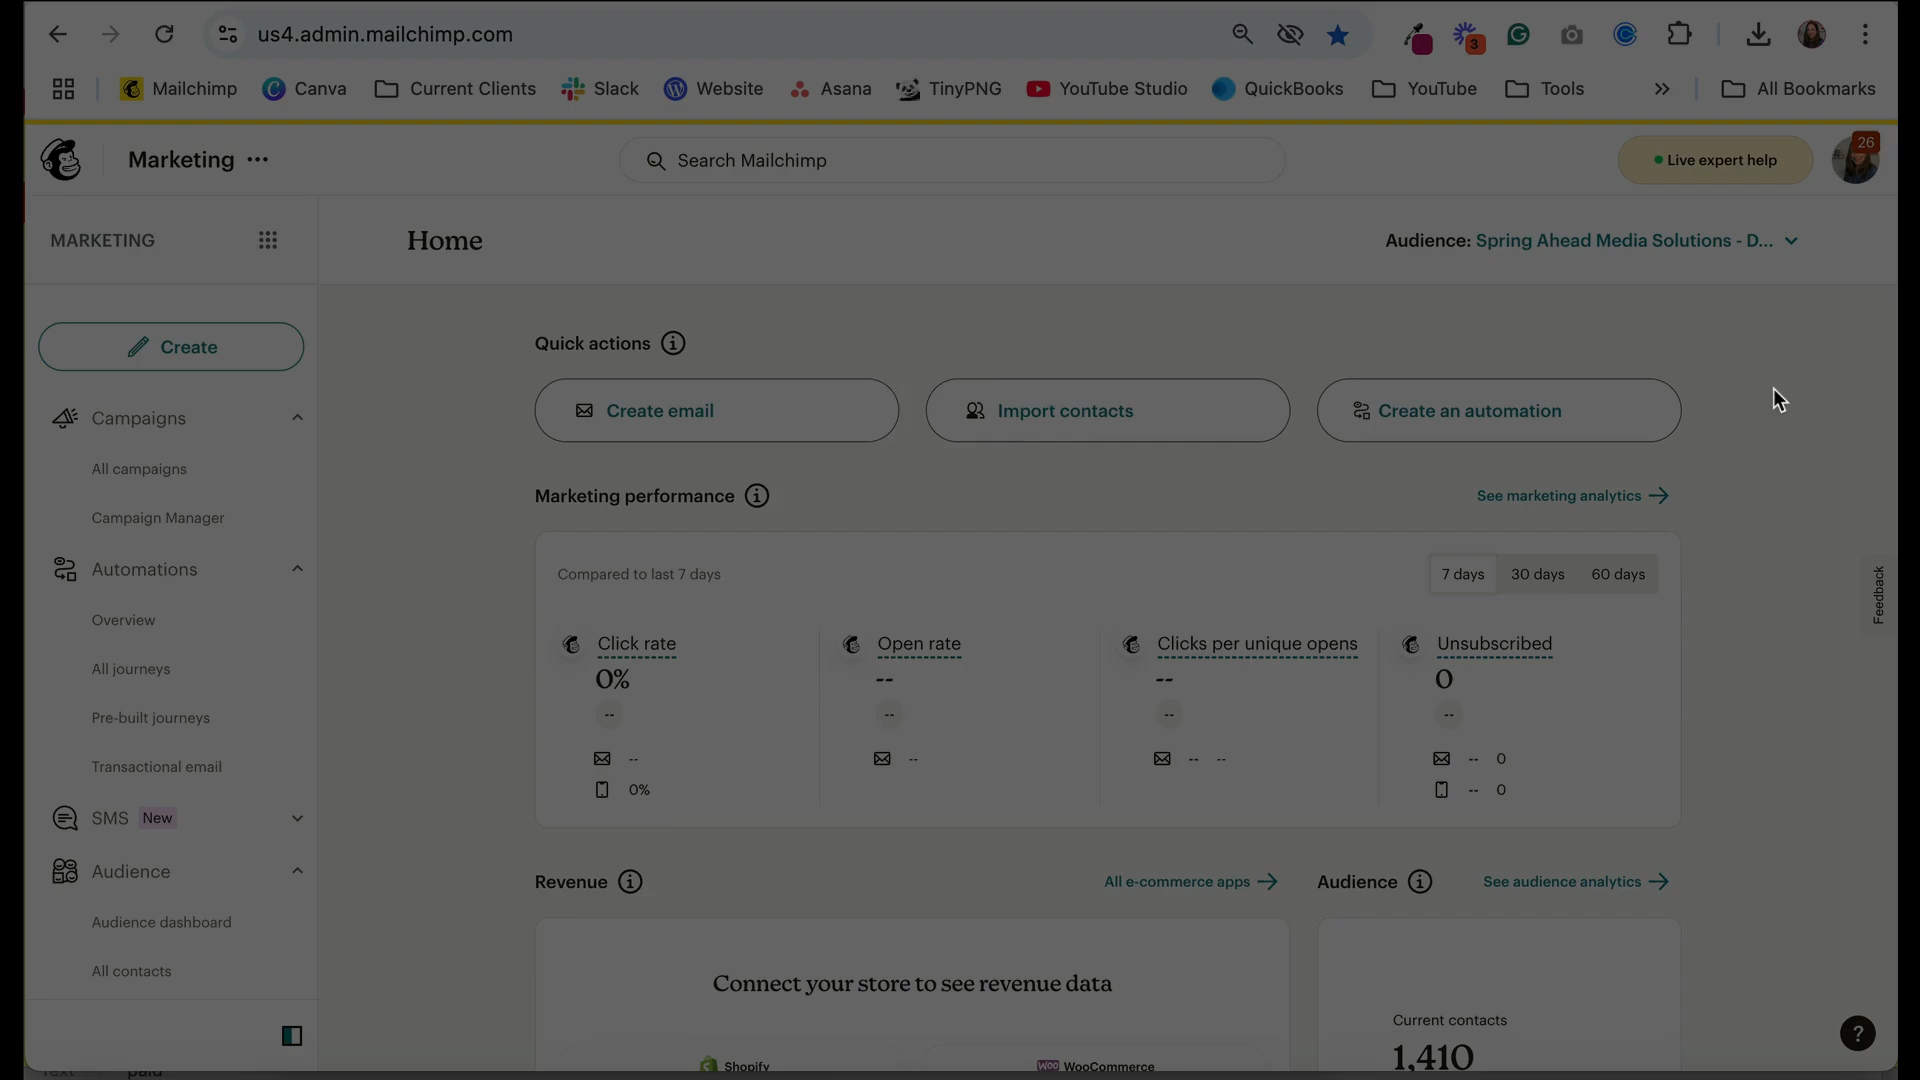 us4.admin.mailchimp.com
3
Mailchimp
Canva
Current Clients
Slack
Website
Asana
TinyPNG
YouTube Studio
QuickBooks
YouTube
Tools
All Bookmarks
Marketing
Search Mailchimp
Live expert help
26
MARKETING
Home
Audience: Spring Ahead Media Solutions - D...
Create
Campaigns
All campaigns
Campaign Manager
Automations
Overview
All journeys
Pre-built journeys
Transactional email
SMS New
Audience
Audience dashboard
All contacts
Quick actions
Create email
Import contacts
Create an automation
Marketing performance
See marketing analytics
Compared to last 7 days
7 days
30 days
60 days
Click rate
0%
--
--
0%
Open rate
--
--
--
Clicks per unique opens
--
--
-- --
Unsubscribed
0
--
-- 0
-- 0
Feedback
Revenue
All e-commerce apps
Audience
See audience analytics
Connect your store to see revenue data
Shopify
WOO WooCommerce
Current contacts
1,410
?
Text paid